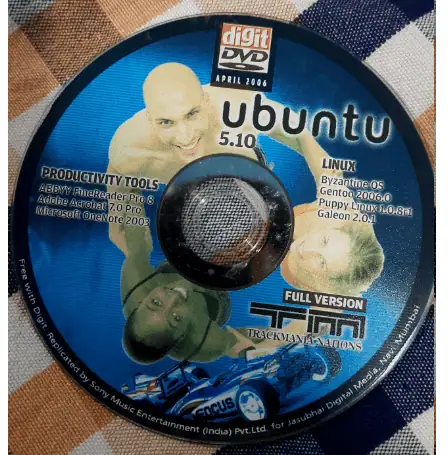 digit
DVD
APRIL 2006
ubuntu
5.10
PRODUCTIVITY TOOLS
ABBYY FineReader Pro 8
Adobe Acrobat 7.0 Pro
Microsoft OneNote 2003
LINUX
Byzantine OS
Gentoo 2006.0
Puppy Linux 1.0.8r1
Galeon 2.0.1
FULL VERSION
TM
TRACKMANIA NATIONS
FOCUS
Free With Digit. Replicated by Sony Music Entertainment (India) Pvt.Ltd. for Jasubhai Digital Media, Navi Mumbai